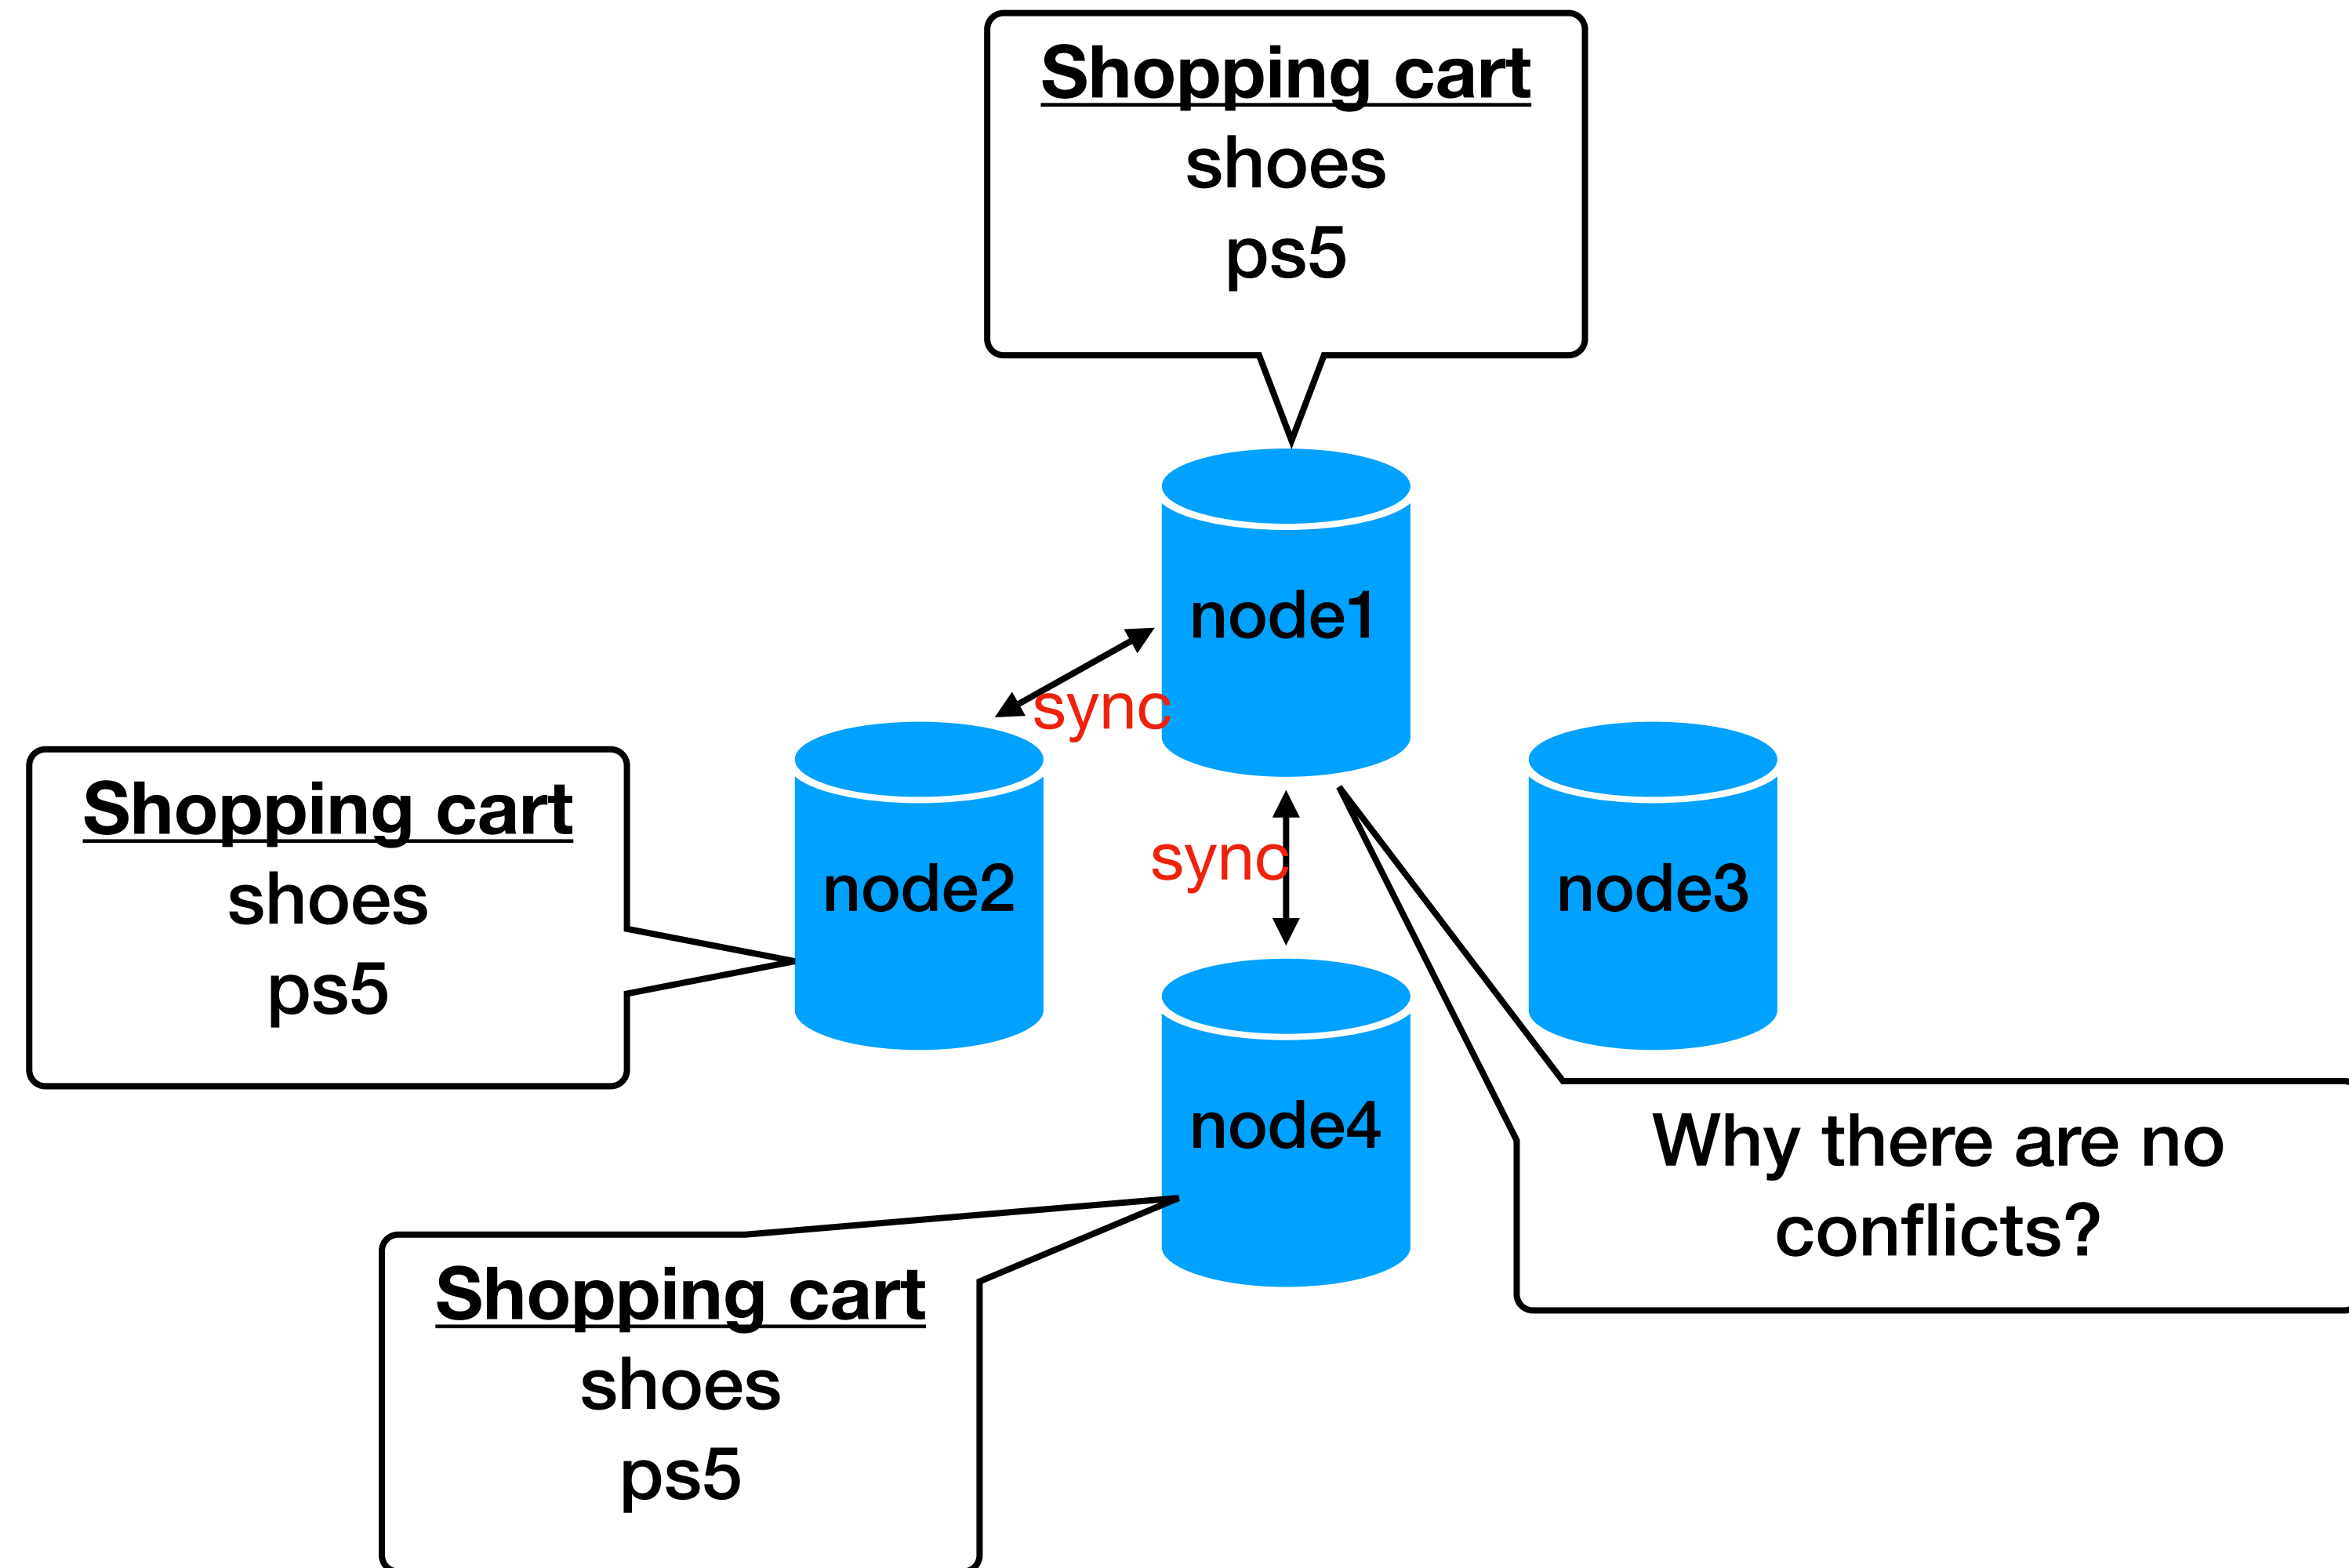 Shopping cart
shoes
ps5
node1
sync
Shopping cart
shoes
ps5
node2
sync
node3
node4
Why there are no
conflicts?
Shopping cart
shoes
ps5